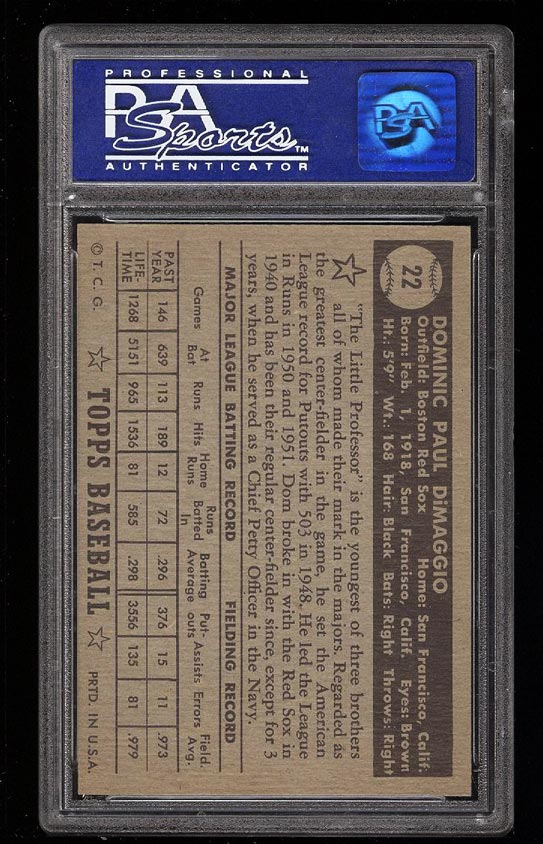 PROFESSIONAL
PSA
Sports™
AUTHENTICATOR
PSA
22
DOMINIC PAUL DiMAGGIO
Outfield: Boston Red Sox Home: San Francisco, Calif.
Born: Feb. 1, 1918, San Francisco, Calif. Eyes: Brown
Ht.: 5'9" Wt.: 168 Hair: Black Bats: Right Throws: Right
"The Little Professor" is the youngest of three brothers
all of whom made their mark in the majors. Regarded as
the greatest center-fielder in the game, he set the American
League record for Putouts with 503 in 1948. He led the League
in Runs in 1950 and 1951. Dom broke in with the Red Sox in
1940 and has been their regular center-fielder since, except for 3
years, when he served as a Chief Petty Officer in the Navy.
MAJOR LEAGUE BATTING RECORD FIELDING RECORD
Games At Bat Runs Hits Home Runs Runs Batted in Batting Average Put-outs Assists Errors Field. Avg.
PAST YEAR 146 639 113 189 12 72 .296 376 15 11 .973
LIFE-TIME 1268 5151 965 1536 81 585 .298 3556 135 81 .979
© T. C. G. ☆ TOPPS BASEBALL ☆ PRTD. IN U.S.A.